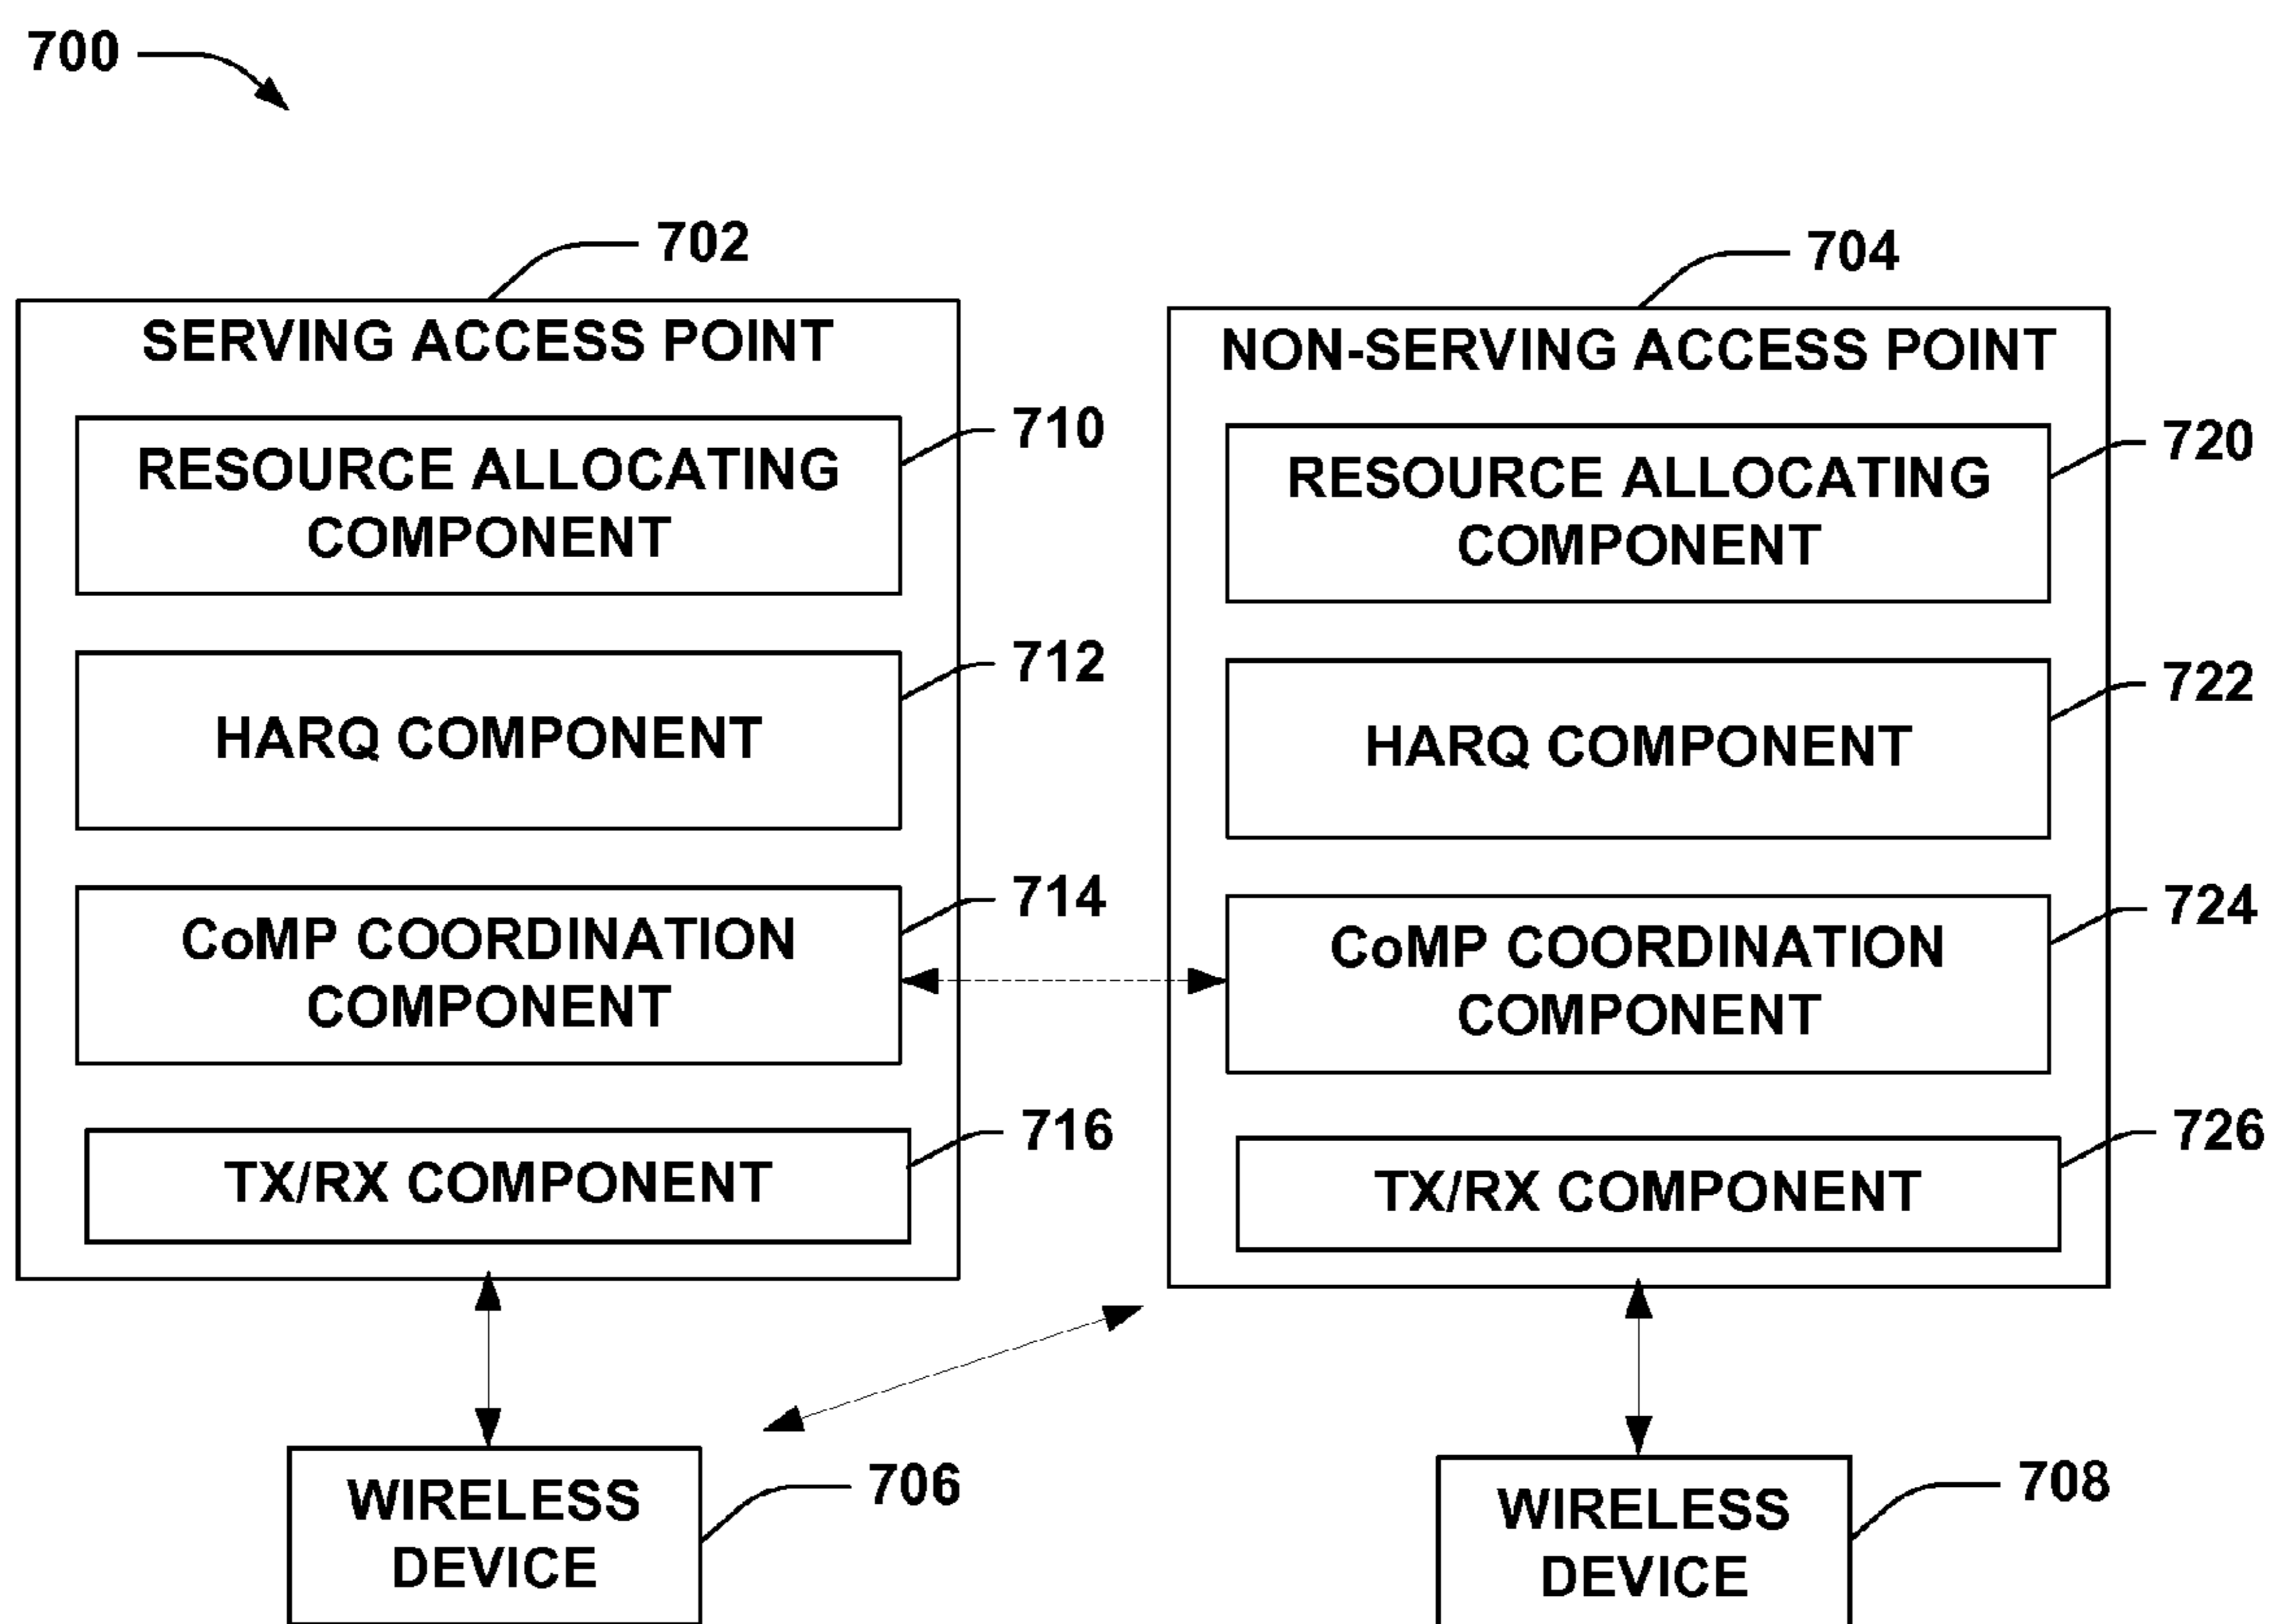 700
702
704
SERVING ACCESS POINT
NON-SERVING ACCESS POINT
710
720
RESOURCE ALLOCATING
COMPONENT
RESOURCE ALLOCATING
COMPONENT
712
722
HARQ COMPONENT
HARQ COMPONENT
714
724
CoMP COORDINATION
COMPONENT
CoMP COORDINATION
COMPONENT
716
726
TX/RX COMPONENT
TX/RX COMPONENT
706
708
WIRELESS
DEVICE
WIRELESS
DEVICE